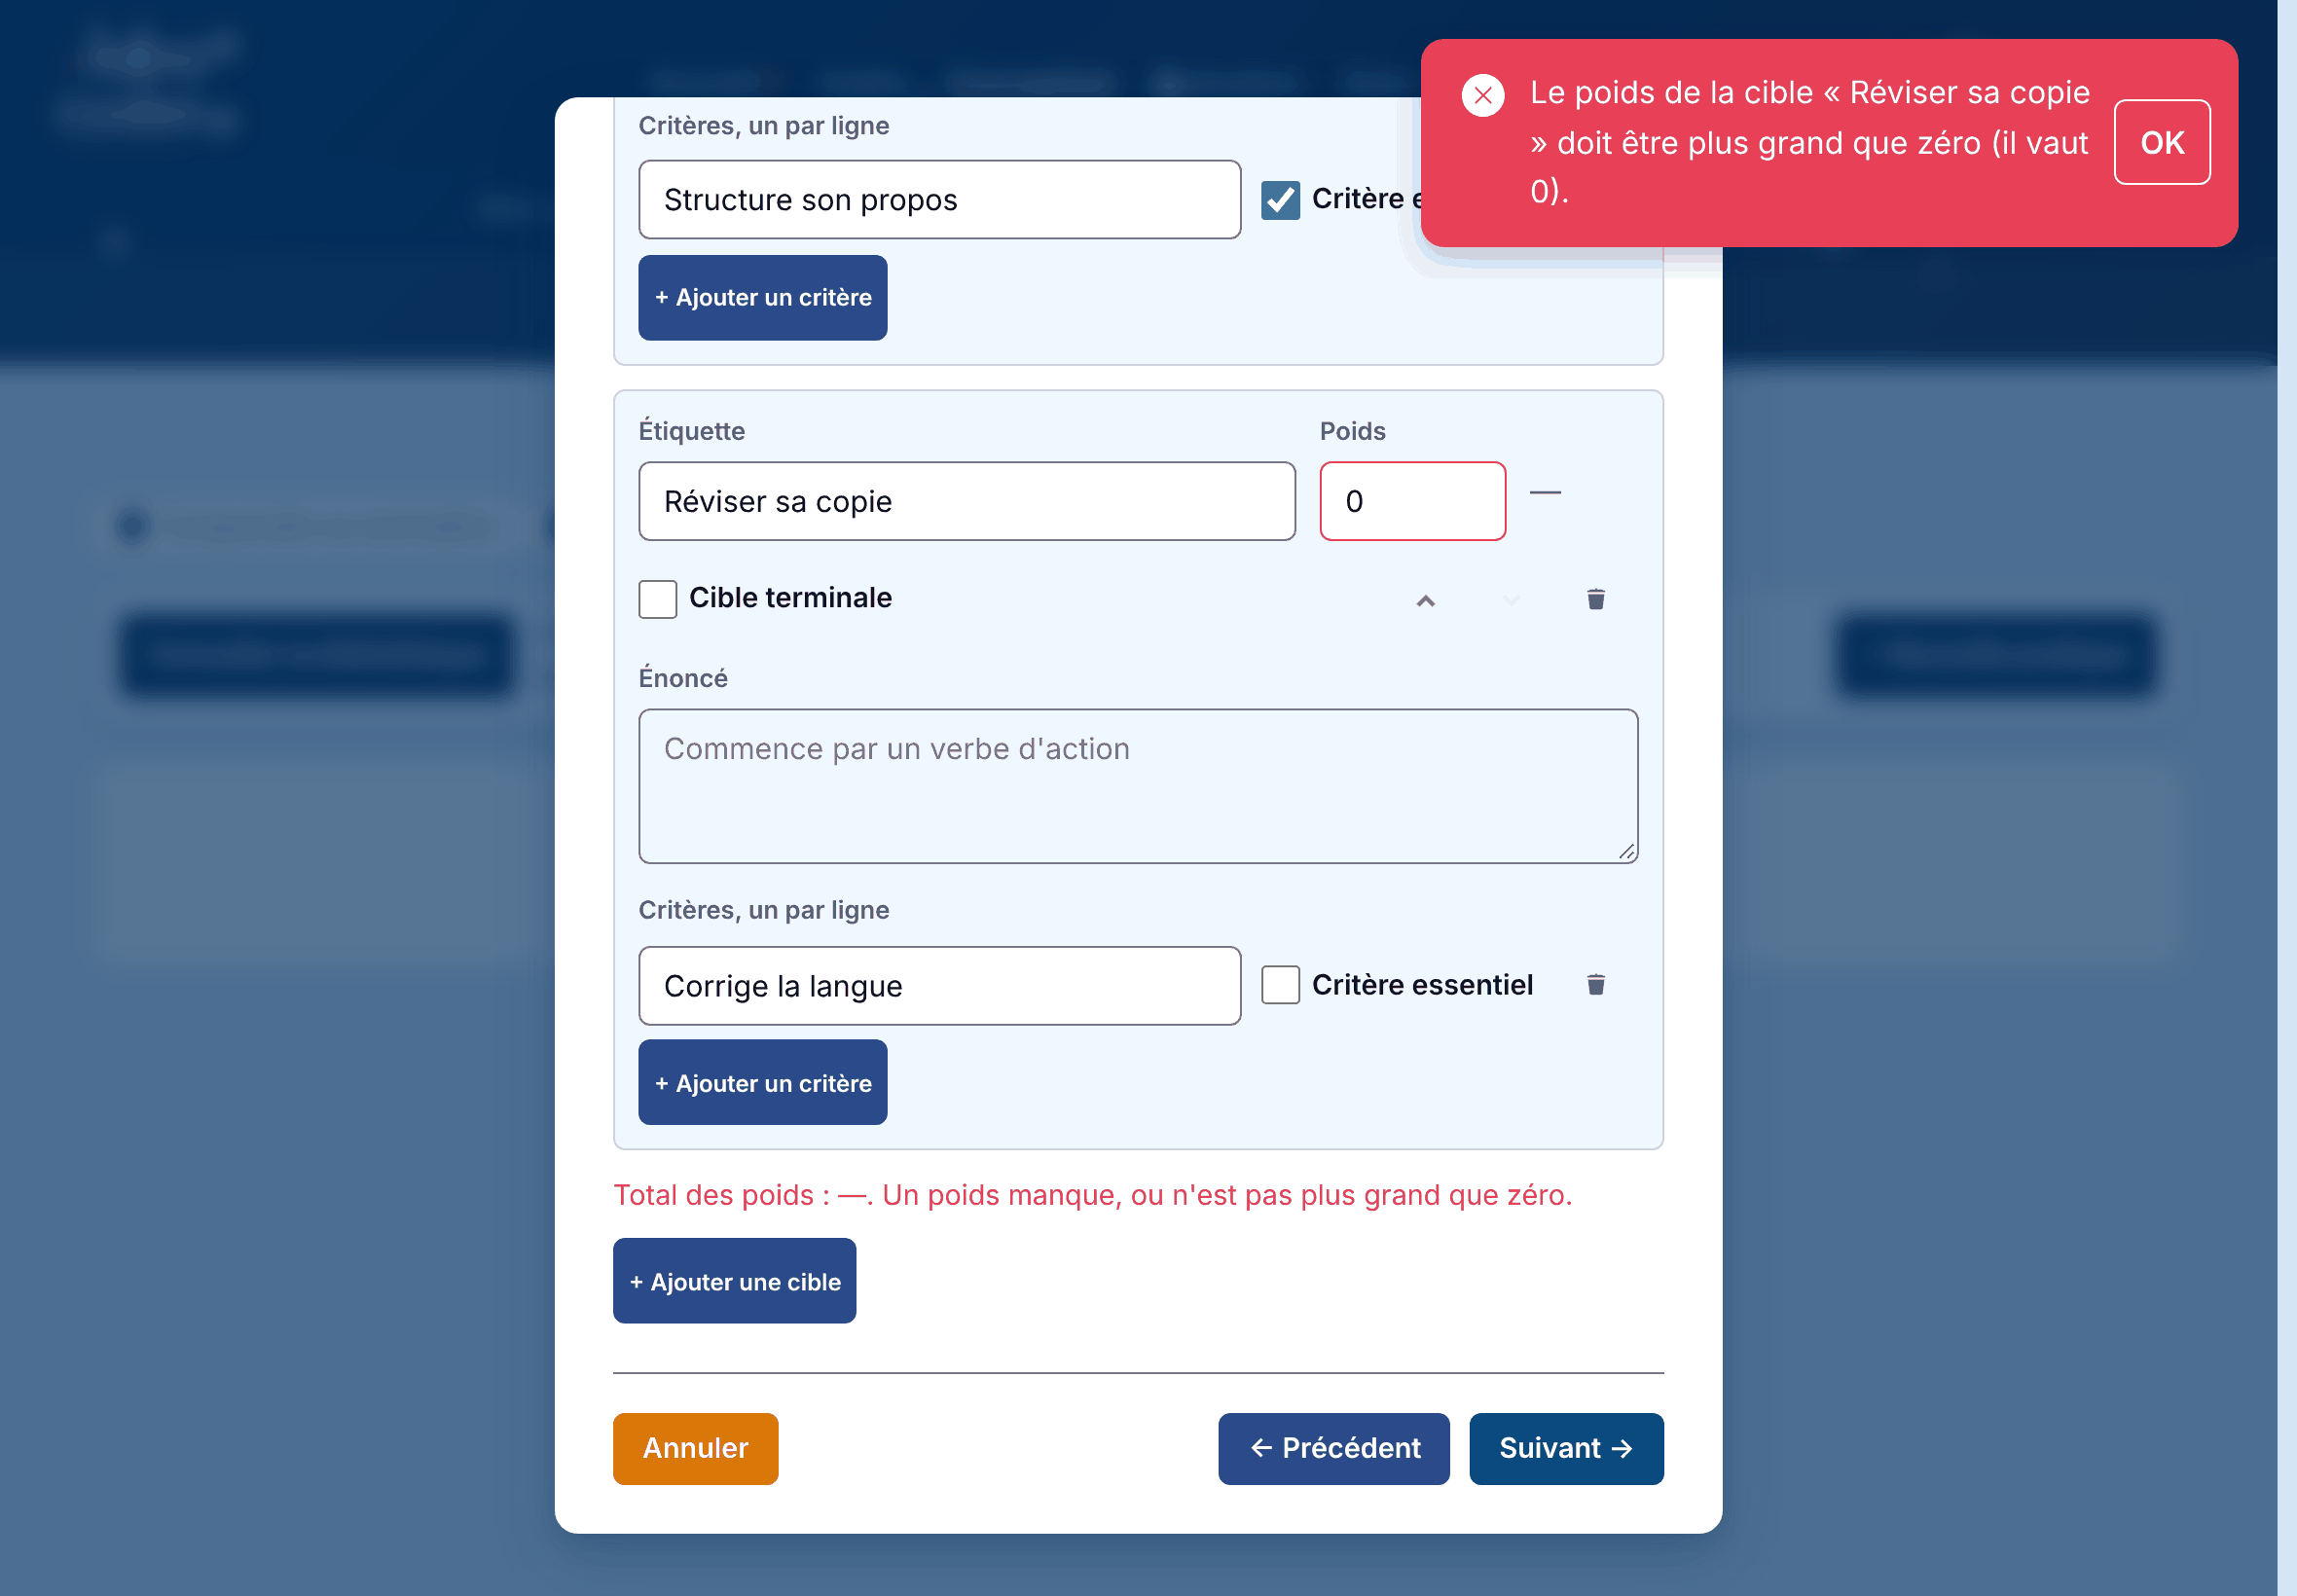 Le poids de la cible « Réviser sa copie
» doit être plus grand que zéro (il vaut
0).
OK
Critères, un par ligne
Structure son propos
Critère
+ Ajouter un critère
Étiquette
Poids
Réviser sa copie
0
—
Cible terminale
Énoncé
Commence par un verbe d'action
Critères, un par ligne
Corrige la langue
Critère essentiel
+ Ajouter un critère
Total des poids : —. Un poids manque, ou n'est pas plus grand que zéro.
+ Ajouter une cible
Annuler
← Précédent
Suivant →